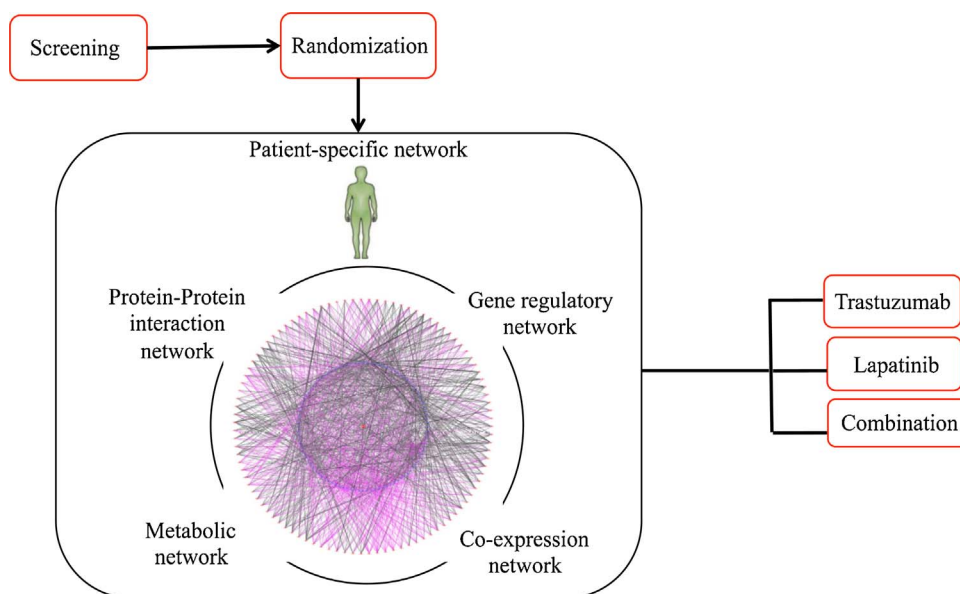 Screening
Randomization
Patient-specific network
Protein-Protein
interaction
network
Gene regulatory
network
Metabolic
network
Co-expression
network
Trastuzumab
Lapatinib
Combination